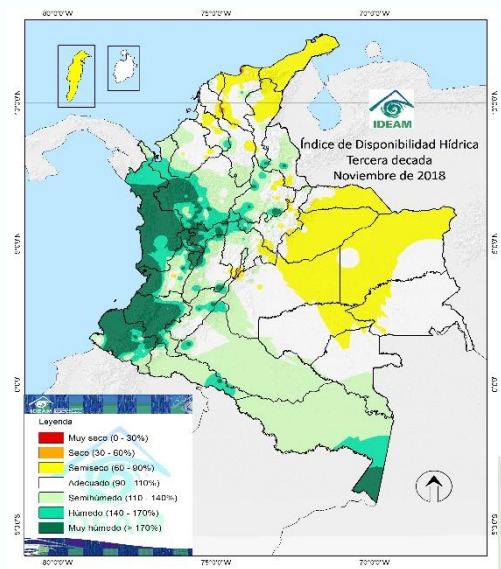 80°0'0"W 75°0'0"W 70°0'0"W
IDEAM
Índice de Disponibilidad Hídrica
Tercera decada
Noviembre de 2018
Leyenda
Muy seco (0 - 30%)
Seco (30 - 60%)
Semiseco (60 - 90%)
Adecuado (90 - 110%)
Semihúmedo (110 - 140%)
Húmedo (140 - 170%)
Muy húmedo (> 170%)
80°0'0"W 75°0'0"W 70°0'0"W